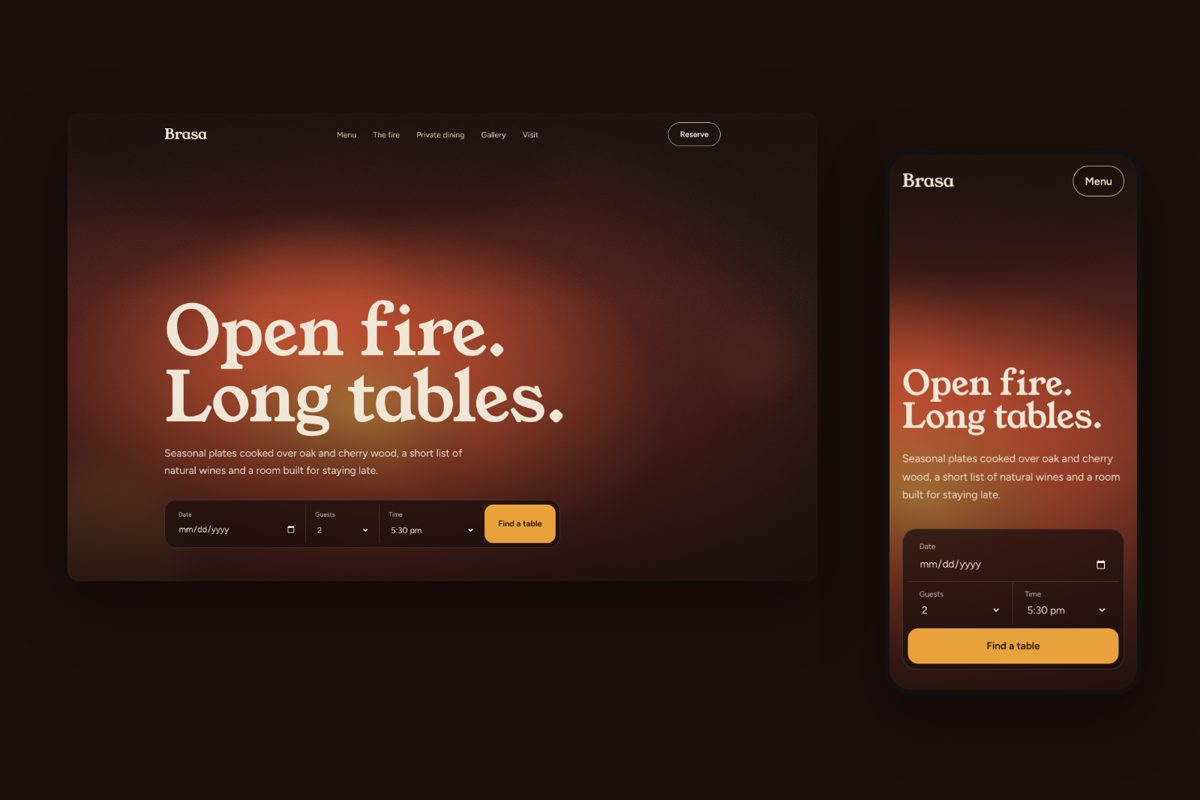 Brasa
Menu The fire Private dining Gallery Visit
Reserve
Open fire.
Long tables.
Seasonal plates cooked over oak and cherry wood, a short list of
natural wines and a room built for staying late.
Date
mm/dd/yyyy
Guests
2
Time
5:30 pm
Find a table
Brasa
Menu
Open fire.
Long tables.
Seasonal plates cooked over oak and cherry
wood, a short list of natural wines and a room
built for staying late.
Date
mm/dd/yyyy
Guests
2
Time
5:30 pm
Find a table